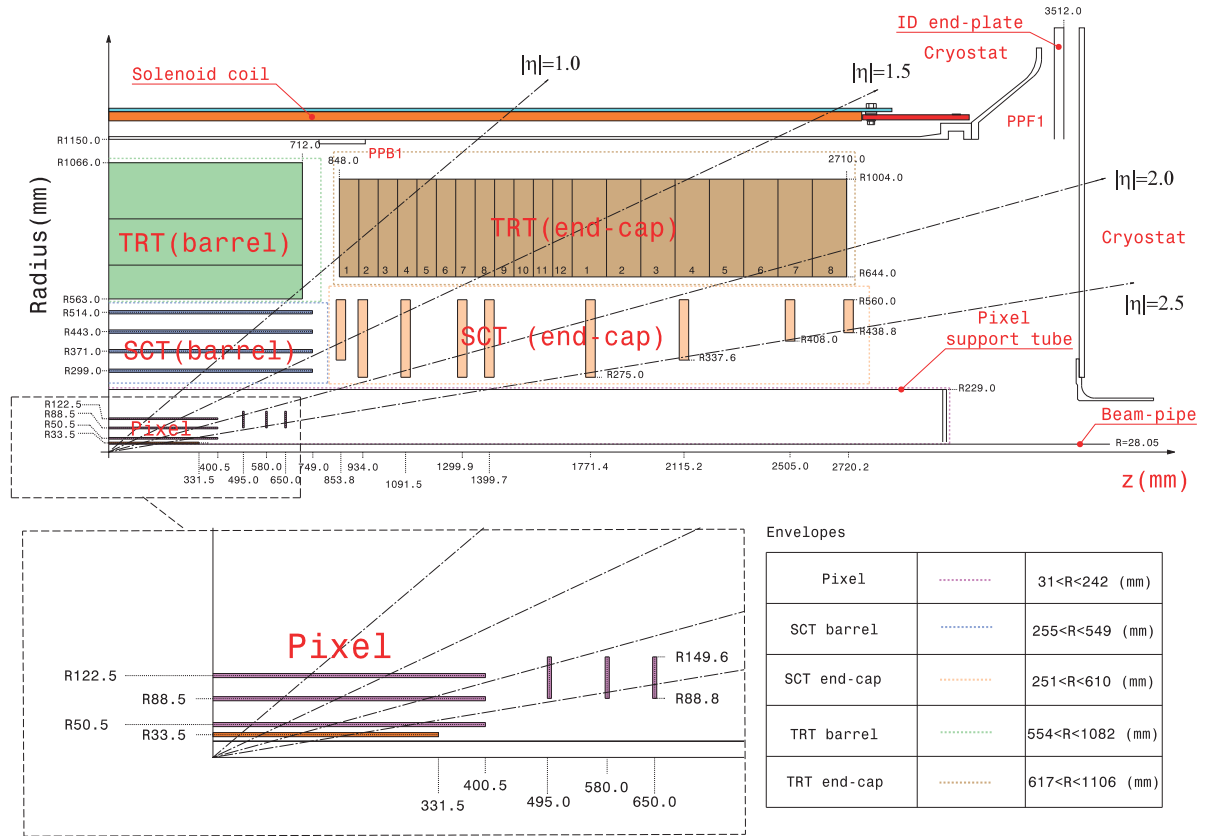 3512.0
ID end-plate
Cryostat
|η|=1.0
|η|=1.5
Solenoid coil
PPF1
R1150.0
712.0
PPB1
R1066.0
848.0
2710.0
R1004.0
|η|=2.0
Radius(mm)
TRT(barrel)
TRT(end-cap)
Cryostat
1 2 3 4 5 6 7 8 9 10 11 12 1 2 3 4 5 6 7 8
R644.0
R563.0
R560.0
|η|=2.5
R514.0
R443.0
SCT(barrel)
SCT (end-cap)
R438.8
R408.0
Pixel
support tube
R371.0
R337.6
R299.0
R275.0
R229.0
R122.5
R88.5
R50.5
R33.5
Pixel
Beam-pipe
R=28.05
400.5 580.0 749.0 934.0 1299.9 1771.4 2115.2 2505.0 2720.2
331.5 495.0 650.0 853.8 1091.5 1399.7
z(mm)
Envelopes
Pixel 31<R<242 (mm)
SCT barrel 255<R<549 (mm)
SCT end-cap 251<R<610 (mm)
TRT barrel 554<R<1082 (mm)
TRT end-cap 617<R<1106 (mm)
Pixel
R149.6
R122.5
R88.5
R88.8
R50.5
R33.5
400.5
331.5
495.0
580.0
650.0